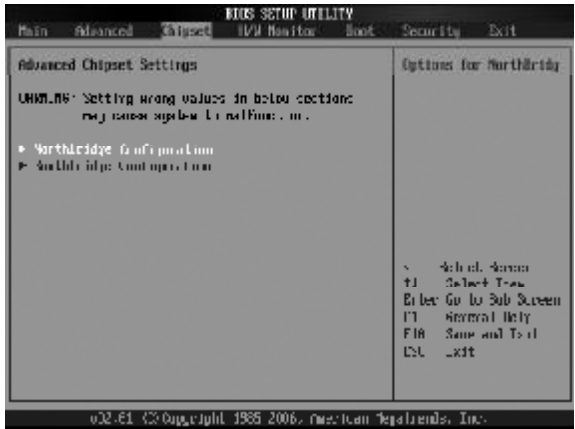 BIOS SETUP UTILITY
Main Advanced Chipset H/W Monitor Boot Security Exit
Advanced Chipset Settings
WARNING: Setting wrong values in below sections
may cause system to malfunction.
▶ NorthBridge Configuration
▶ SouthBridge Configuration
Options for NorthBridg
Select Screen
↑↓ Select Item
Enter Go to Sub Screen
F1 General Help
F10 Save and Exit
ESC Exit
v02.61 (C)Copyright 1985-2006, American Megatrends, Inc.